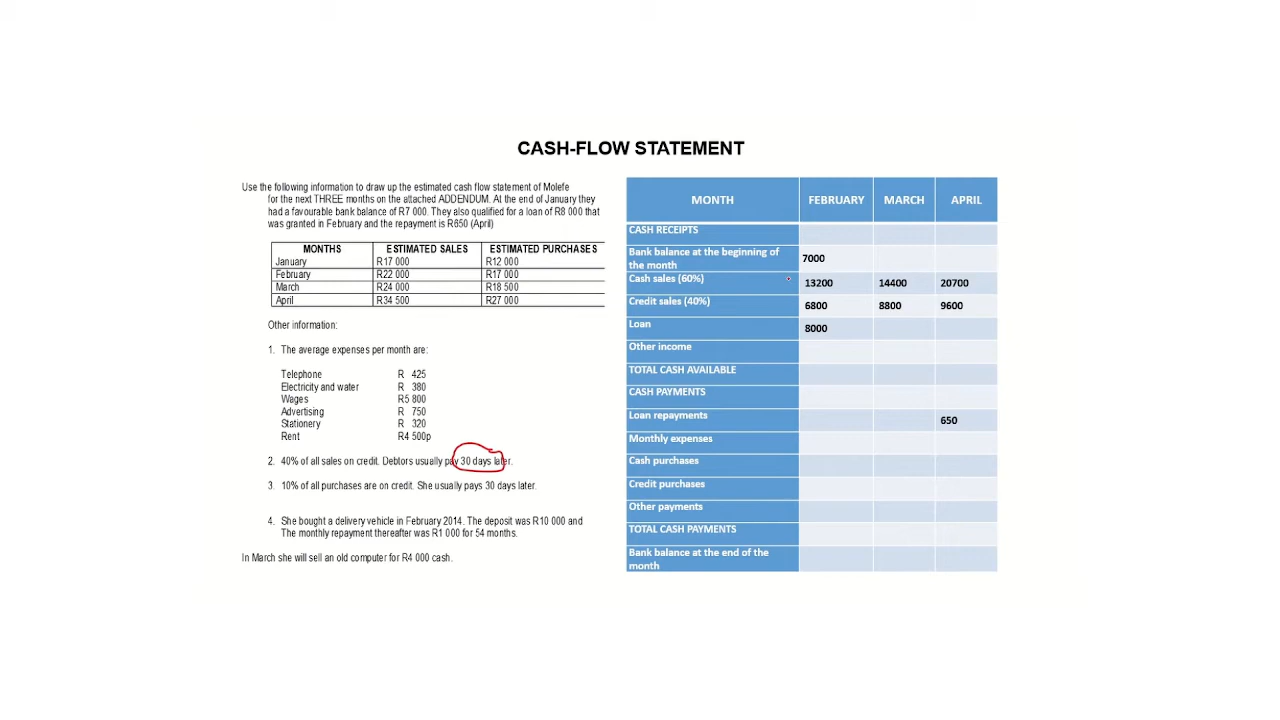 CASH-FLOW STATEMENT
Use the following information to draw up the estimated cash flow statement of Molefe
for the next THREE months on the attached ADDENDUM. At the end of January they
had a favourable bank balance of R7 000. They also qualified for a loan of R8 000 that
was granted in February and the repayment is R650 (April)
MONTHS ESTIMATED SALES ESTIMATED PURCHASES
January R17 000 R12 000
February R22 000 R17 000
March R24 000 R18 500
April R34 500 R27 000
Other information:
1. The average expenses per month are:
Telephone R 425
Electricity and water R 380
Wages R5 800
Advertising R 750
Stationery R 320
Rent R4 500p
2. 40% of all sales on credit. Debtors usually pay 30 days later.
3. 10% of all purchases are on credit. She usually pays 30 days later.
4. She bought a delivery vehicle in February 2014. The deposit was R10 000 and
The monthly repayment thereafter was R1 000 for 54 months.
In March she will sell an old computer for R4 000 cash.
MONTH FEBRUARY MARCH APRIL
CASH RECEIPTS
Bank balance at the beginning of
the month 7000
Cash sales (60%) 13200 14400 20700
Credit sales (40%) 6800 8800 9600
Loan 8000
Other income
TOTAL CASH AVAILABLE
CASH PAYMENTS
Loan repayments 650
Monthly expenses
Cash purchases
Credit purchases
Other payments
TOTAL CASH PAYMENTS
Bank balance at the end of the
month